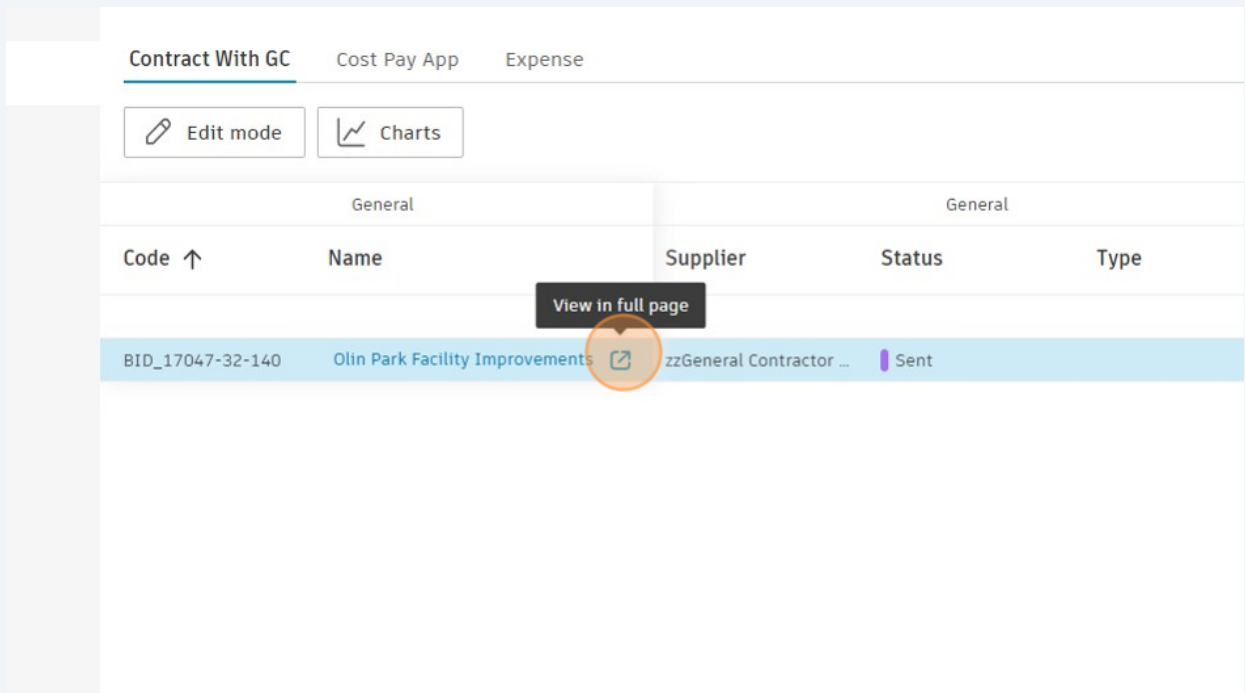 Contract With GC Cost Pay App Expense
Edit mode Charts
General General
Code ↑ Name Supplier Status Type
View in full page
BID_17047-32-140 Olin Park Facility Improvements zzGeneral Contractor ... Sent